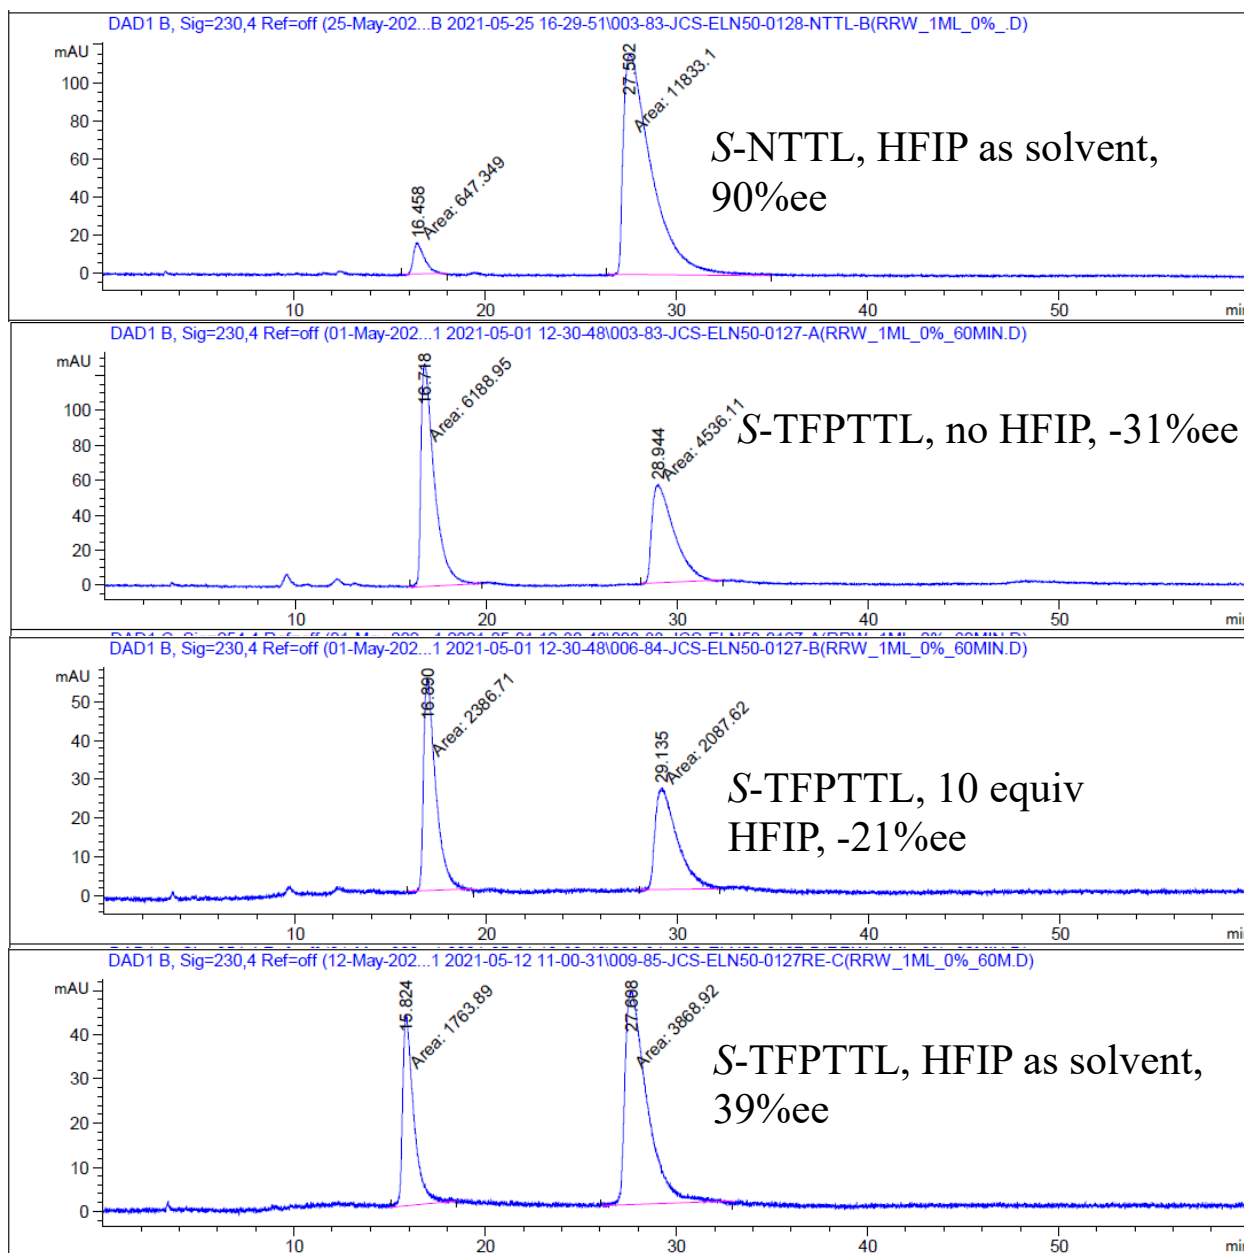 DAD1 B, Sig=230,4 Ref=off (25-May-202...B 2021-05-25 16-29-51\003-83-JCS-ELN50-0128-NTTL-B(RRW_1ML_0%_.D)
mAU
100
80
60
40
20
0
16.458
Area: 647.349
27.502
Area: 11833.1
S-NTTL, HFIP as solvent,
90%ee
10
20
30
40
50
min
DAD1 B, Sig=230,4 Ref=off (01-May-202...1 2021-05-01 12-30-48\003-83-JCS-ELN50-0127-A(RRW_1ML_0%_60MIN.D)
mAU
100
80
60
40
20
0
16.718
Area: 6188.95
28.944
Area: 4536.11
S-TFPTTL, no HFIP, -31%ee
10
20
30
40
50
min
DAD1 B, Sig=230,4 Ref=off (01-May-202...1 2021-05-01 12-30-48\006-84-JCS-ELN50-0127-B(RRW_1ML_0%_60MIN.D)
mAU
50
40
30
20
10
0
16.890
Area: 2386.71
29.135
Area: 2087.62
S-TFPTTL, 10 equiv
HFIP, -21%ee
10
20
30
40
50
min
DAD1 B, Sig=230,4 Ref=off (12-May-202...1 2021-05-12 11-00-31\009-85-JCS-ELN50-0127RE-C(RRW_1ML_0%_60M.D)
mAU
40
30
20
10
0
15.824
Area: 1763.89
27.608
Area: 3868.92
S-TFPTTL, HFIP as solvent,
39%ee
10
20
30
40
50
min